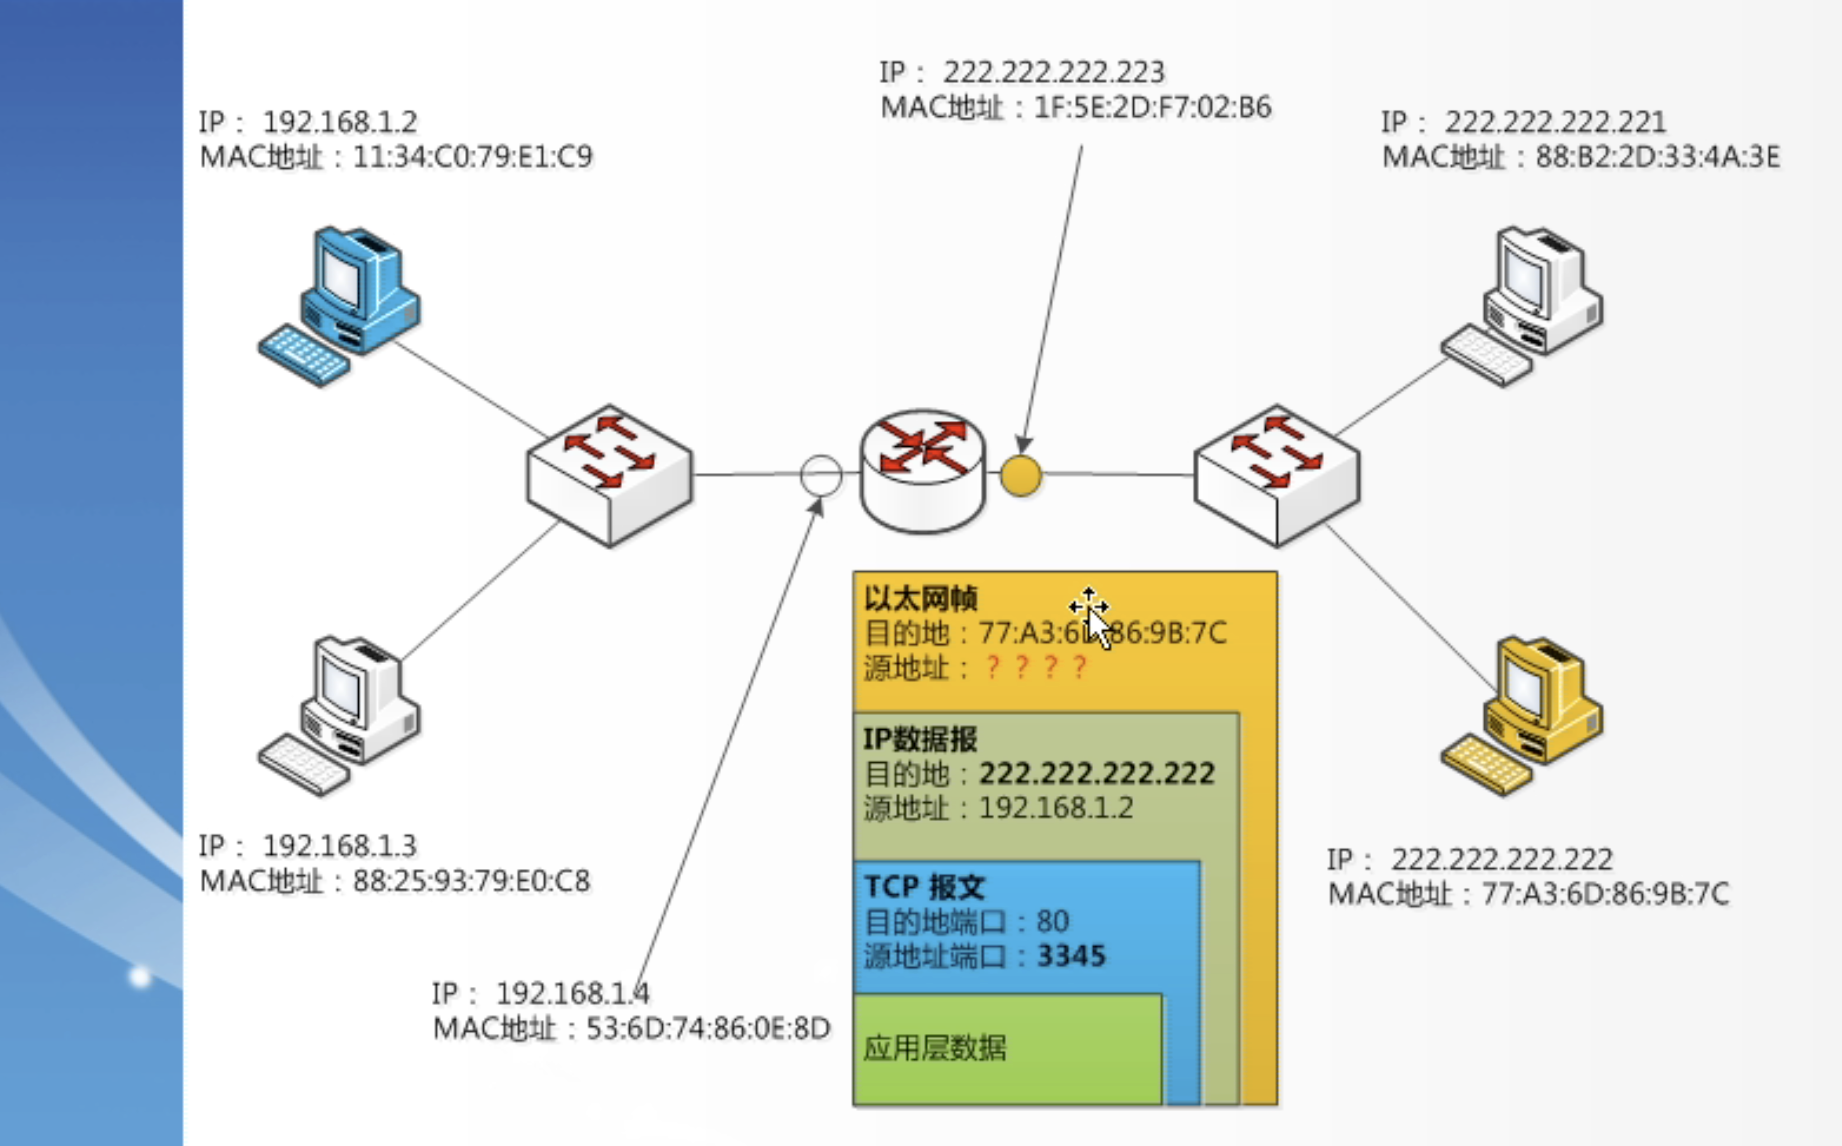 IP： 222.222.222.223
MAC地址：1F:5E:2D:F7:02:B6
IP： 192.168.1.2
MAC地址：11:34:C0:79:E1:C9
IP： 222.222.222.221
MAC地址：88:B2:2D:33:4A:3E
以太网帧
目的地：77:A3:6D:86:9B:7C
源地址：？？？？
IP数据报
目的地：222.222.222.222
源地址：192.168.1.2
TCP 报文
目的地端口：80
源地址端口：3345
应用层数据
IP： 192.168.1.3
MAC地址：88:25:93:79:E0:C8
IP： 222.222.222.222
MAC地址：77:A3:6D:86:9B:7C
IP： 192.168.1.4
MAC地址：53:6D:74:86:0E:8D